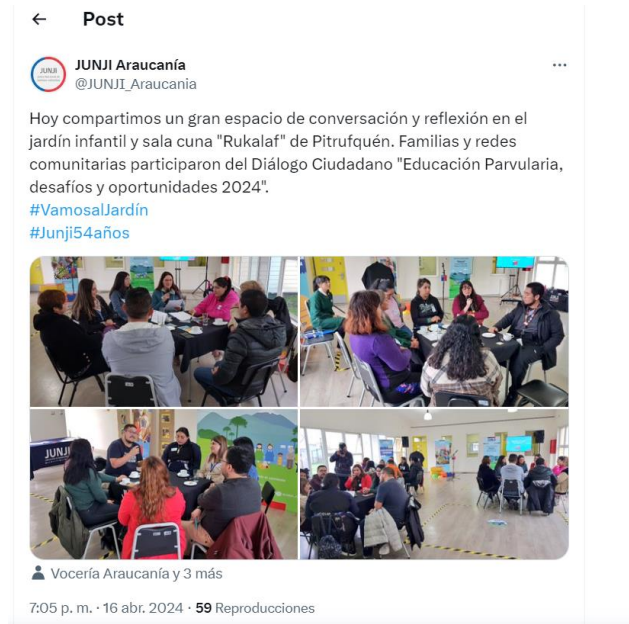 Post
JUNJI Araucanía
@JUNJI_Araucania
Hoy compartimos un gran espacio de conversación y reflexión en el
jardín infantil y sala cuna "Rukalaf" de Pitrufquén. Familias y redes
comunitarias participaron del Diálogo Ciudadano "Educación Parvularia,
desafíos y oportunidades 2024".
#VamosalJardín
#Junji54años
JUNJI
Vocería Araucanía y 3 más
7:05 p. m. · 16 abr. 2024 · 59 Reproducciones